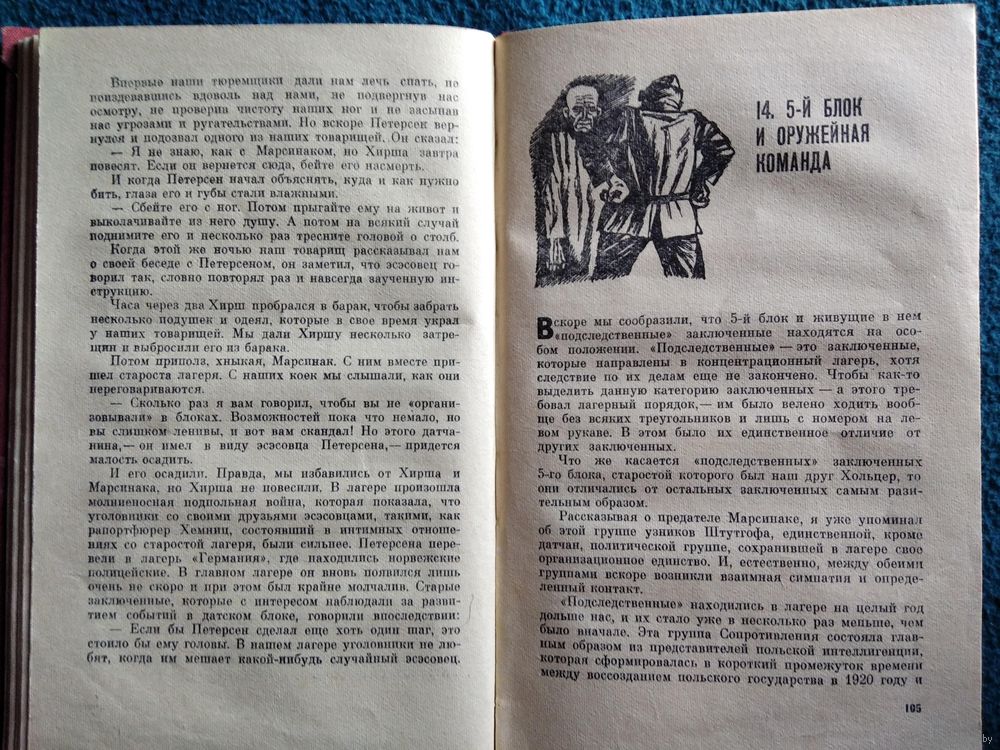 Впервые наши тюремщики дали нам лечь спать, не
поиздевавшись вдоволь над нами, не подвергнув нас
осмотру, не проверив чистоту наших ног и не засыпав
нас угрозами и ругательствами. Но вскоре Петерсен вер-
нулся и подозвал одного из наших товарищей. Он сказал:
— Я не знаю, как с Марсинаком, но Хирша завтра
повесят. Если он вернется сюда, бейте его насмерть.
И когда Петерсен начал объяснять, куда и как нужно
бить, глаза его и губы стали влажными.
— Сбейте его с ног. Потом прыгайте ему на живот и
выколачивайте из него душу. А потом на всякий случай
поднимите его и несколько раз тресните головой о столб.
Когда этой же ночью наш товарищ рассказывал нам
о своей беседе с Петерсеном, он заметил, что эсэсовец го-
ворил так, словно повторял раз и навсегда заученную ин-
струкцию.
Часа через два Хирш пробрался в барак, чтобы забрать
несколько подушек и одеял, которые в свое время украл
у наших товарищей. Мы дали Хиршу несколько затре-
щин и выбросили его из барака.
Потом приполз, хныкая, Марсинак. С ним вместе при-
шел староста лагеря. С наших коек мы слышали, как они
переговариваются.
— Сколько раз я вам говорил, чтобы вы не «органи-
зовывали» в блоках. Возможностей пока что немало, но
вы слишком ленивы, и вот вам скандал! Но этого датча-
нина,— он имел в виду эсэсовца Петерсена,— придется
малость осадить.
И его осадили. Правда, мы избавились от Хирша и
Марсинака, но Хирша не повесили. В лагере произошла
молниеносная подпольная война, которая показала, что
уголовники со своими друзьями эсэсовцами, такими, как
рапортфюрер Хемниц, состоявший в интимных отноше-
ниях со старостой лагеря, были сильнее. Петерсена пере-
вели в лагерь «Германия», где находились норвежские
полицейские. В главном лагере он вновь появился лишь
очень не скоро и при этом был крайне молчалив. Старые
заключенные, которые с интересом наблюдали за разви-
тием событий в датском блоке, говорили впоследствии:
— Если бы Петерсен сделал еще хоть один шаг, это
стоило бы ему головы. В нашем лагере уголовники не лю-
бят, когда им мешает какой-нибудь случайный эсэсовец.
14. 5-Й БЛОК
И ОРУЖЕЙНАЯ
КОМАНДА
Вскоре мы сообразили, что 5-й блок и живущие в нем
«подследственные» заключенные находятся на осо-
бом положении. «Подследственные» — это заключенные,
которые направлены в концентрационный лагерь, хотя
следствие по их делам еще не закончено. Чтобы как-то
выделить данную категорию заключенных — а этого тре-
бовал лагерный порядок,— им было велено ходить вооб-
ще без всяких треугольников и лишь с номером на ле-
вом рукаве. В этом было их единственное отличие от
других заключенных.
Что же касается «подследственных» заключенных
5-го блока, старостой которого был наш друг Хольцер, то
они отличались от остальных заключенных самым рази-
тельным образом.
Рассказывая о предателе Марсинаке, я уже упоминал
об этой группе узников Штутгофа, единственной, кроме
датчан, политической группе, сохранившей в лагере свое
организационное единство. И, естественно, между обеими
группами вскоре возникли взаимная симпатия и опреде-
ленный контакт.
«Подследственные» находились в лагере на целый год
дольше нас, и их стало уже в несколько раз меньше, чем
было вначале. Эта группа Сопротивления состояла глав-
ным образом из представителей польской интеллигенции,
которая сформировалась в короткий промежуток времени
между воссозданием польского государства в 1920 году и
105
by